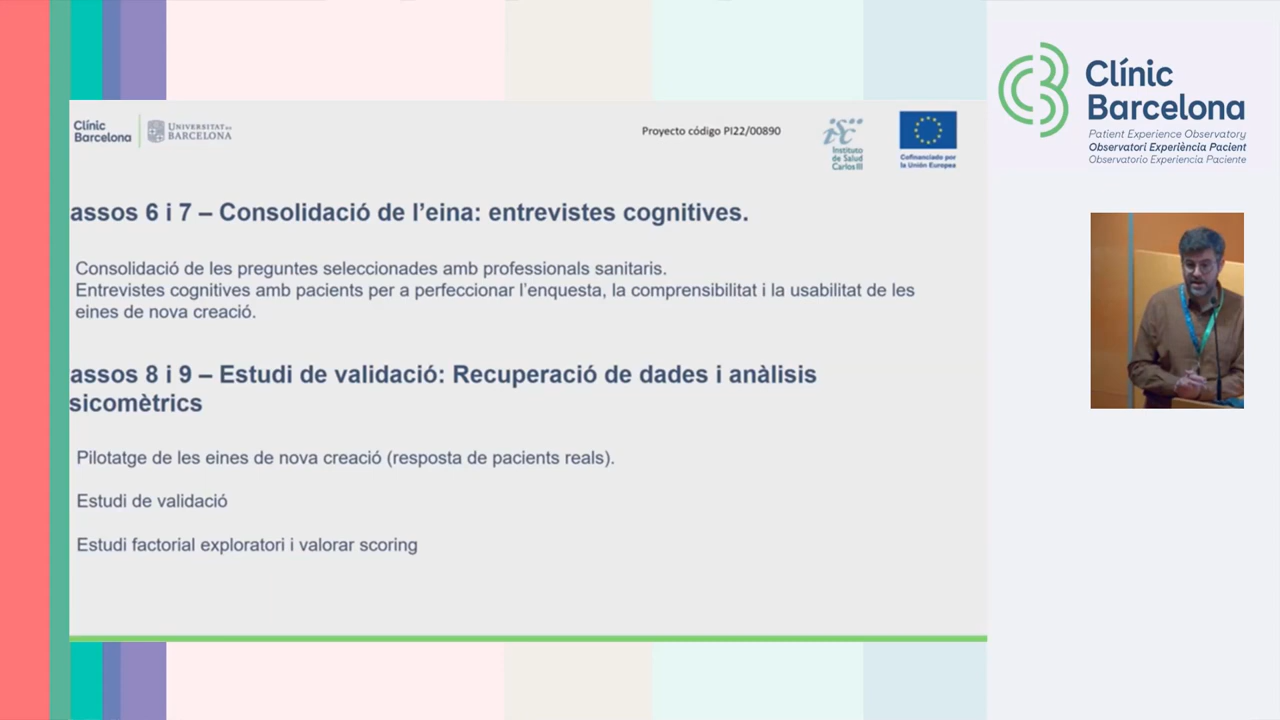 Clínic
Barcelona
UNIVERSITAT DE
BARCELONA
Proyecto código PI22/00890
isc
Instituto
de Salud
Carlos III
Cofinanciado por
la Unión Europea
assos 6 i 7 – Consolidació de l'eina: entrevistes cognitives.
Consolidació de les preguntes seleccionades amb professionals sanitaris.
Entrevistes cognitives amb pacients per a perfeccionar l'enquesta, la comprensibilitat i la usabilitat de les
eines de nova creació.
assos 8 i 9 – Estudi de validació: Recuperació de dades i anàlisis
sicomètrics
Pilotatge de les eines de nova creació (resposta de pacients reals).
Estudi de validació
Estudi factorial exploratori i valorar scoring
Clínic
Barcelona
Patient Experience Observatory
Observatori Experiència Pacient
Observatorio Experiencia Paciente